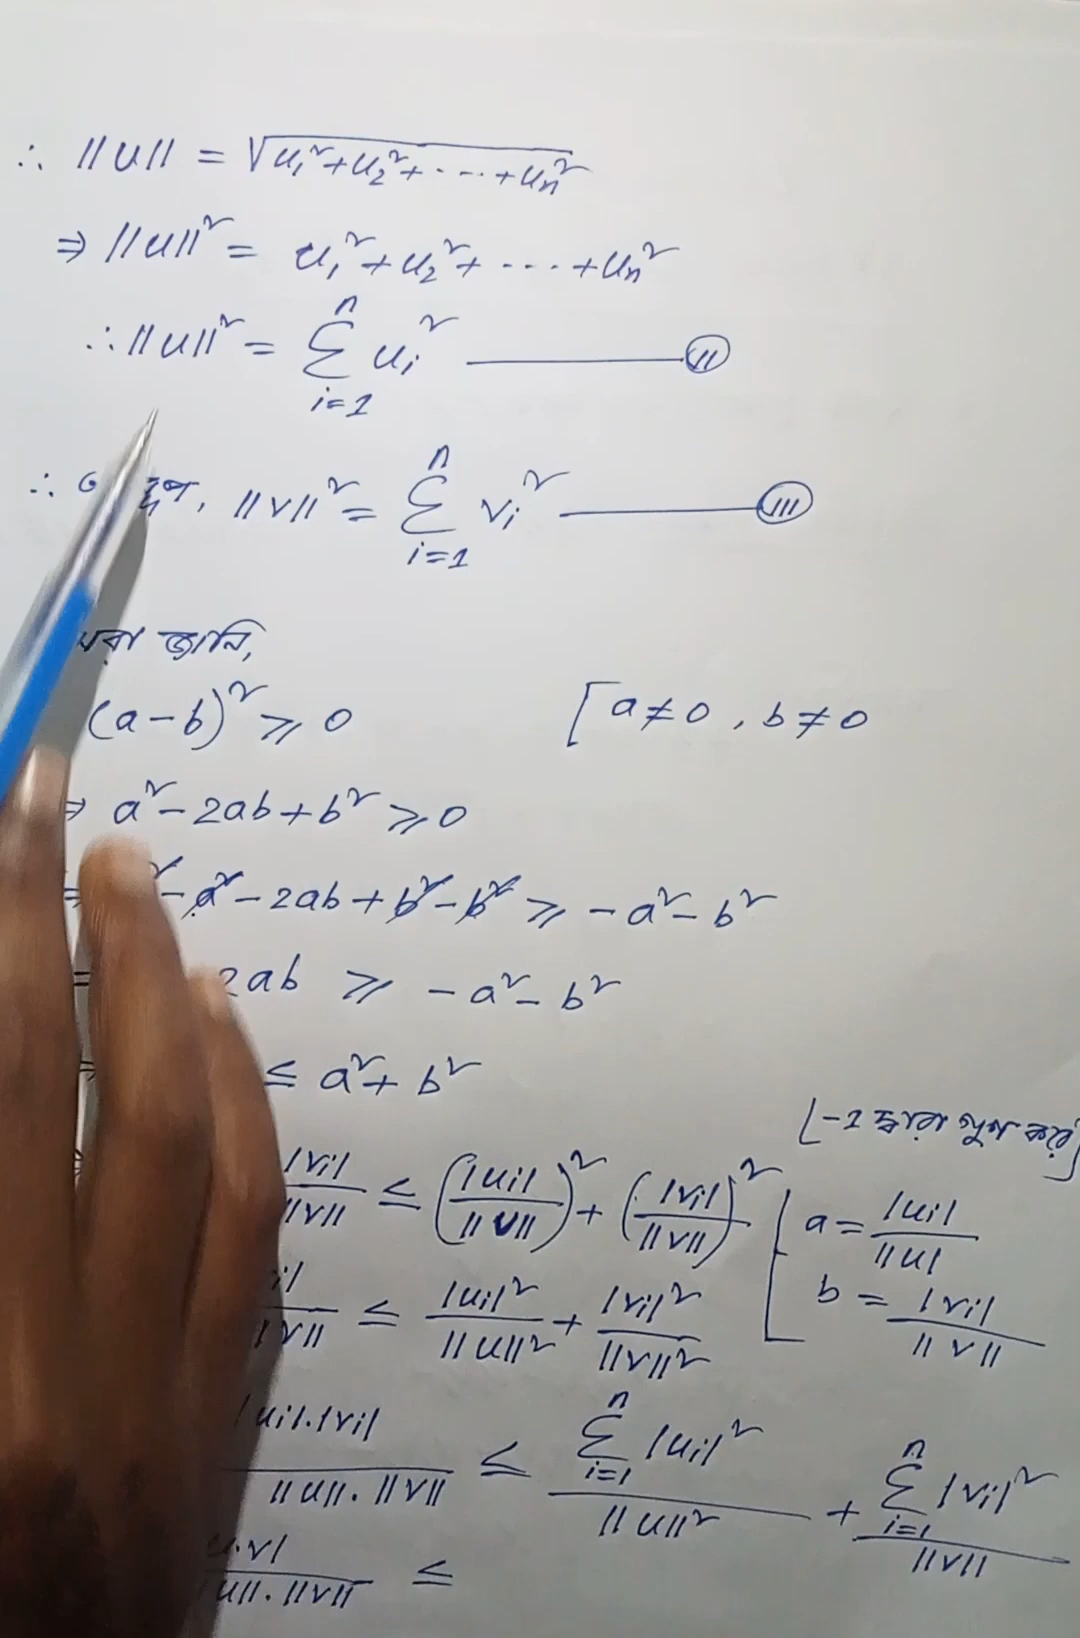 ∴ ||u|| = √(u₁² + u₂² + ---- + uₙ²)
⇒ ||u||² = u₁² + u₂² + ---- + uₙ²
∴ ||u||² = Σᵢ₌₁ⁿ uᵢ² ——— (ii)
∴ ||v||² = Σᵢ₌₁ⁿ vᵢ² ——— (iii)
জানি,
(a-b)² ≥ 0 [a≠0, b≠0
⇒ a² - 2ab + b² ≥ 0
- a² - 2ab + b² - b² ≥ -a² - b²
2ab ≥ -a² - b²
≤ a² + b²
[-1 দ্বারা গুন করে]
|vi| / ||v|| ≤ (|ui| / ||v||)² + (|vi| / ||v||)² [a = |ui| / ||u|
/ ||v|| ≤ |ui|² / ||u||² + |vi|² / ||v||² b = |vi| / ||v||
|ui|.|vi| / ||u||.||v|| ≤ Σᵢ₌₁ⁿ |ui|² / ||u||² + Σᵢ₌₁ⁿ |vi|² / ||v||
u.v| / ||u||.||v|| ≤